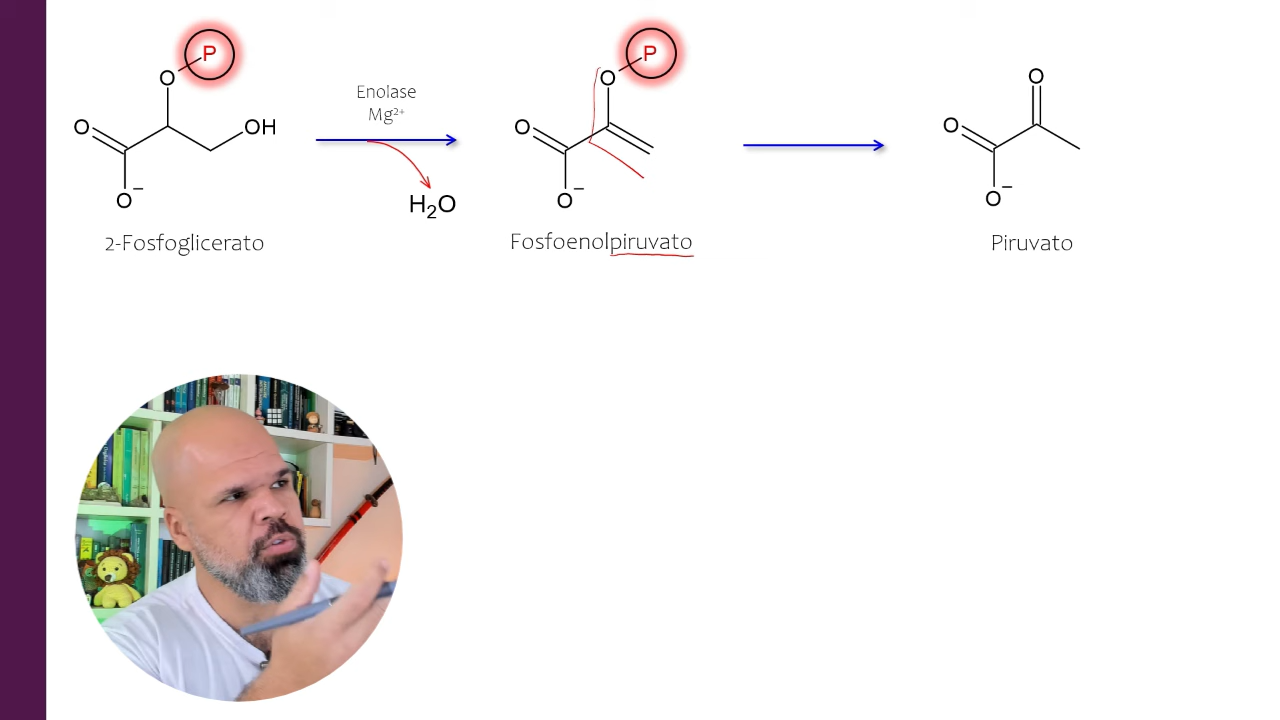 P
O
O
OH
O⁻
2-Fosfoglicerato
Enolase
Mg²⁺
H₂O
P
O
O
O⁻
Fosfoenolpiruvato
O
O
O⁻
Piruvato